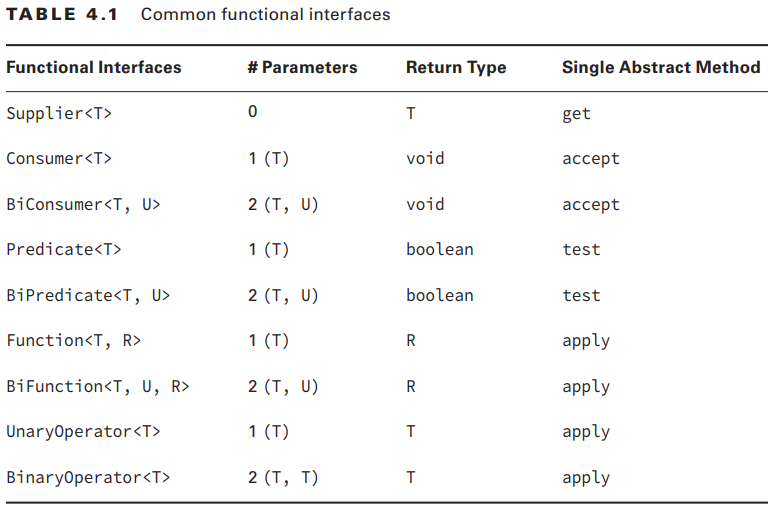 TABLE 4.1 Common functional interfaces
Functional Interfaces # Parameters Return Type Single Abstract Method
Supplier<T> 0 T get
Consumer<T> 1 (T) void accept
BiConsumer<T, U> 2 (T, U) void accept
Predicate<T> 1 (T) boolean test
BiPredicate<T, U> 2 (T, U) boolean test
Function<T, R> 1 (T) R apply
BiFunction<T, U, R> 2 (T, U) R apply
UnaryOperator<T> 1 (T) T apply
BinaryOperator<T> 2 (T, T) T apply